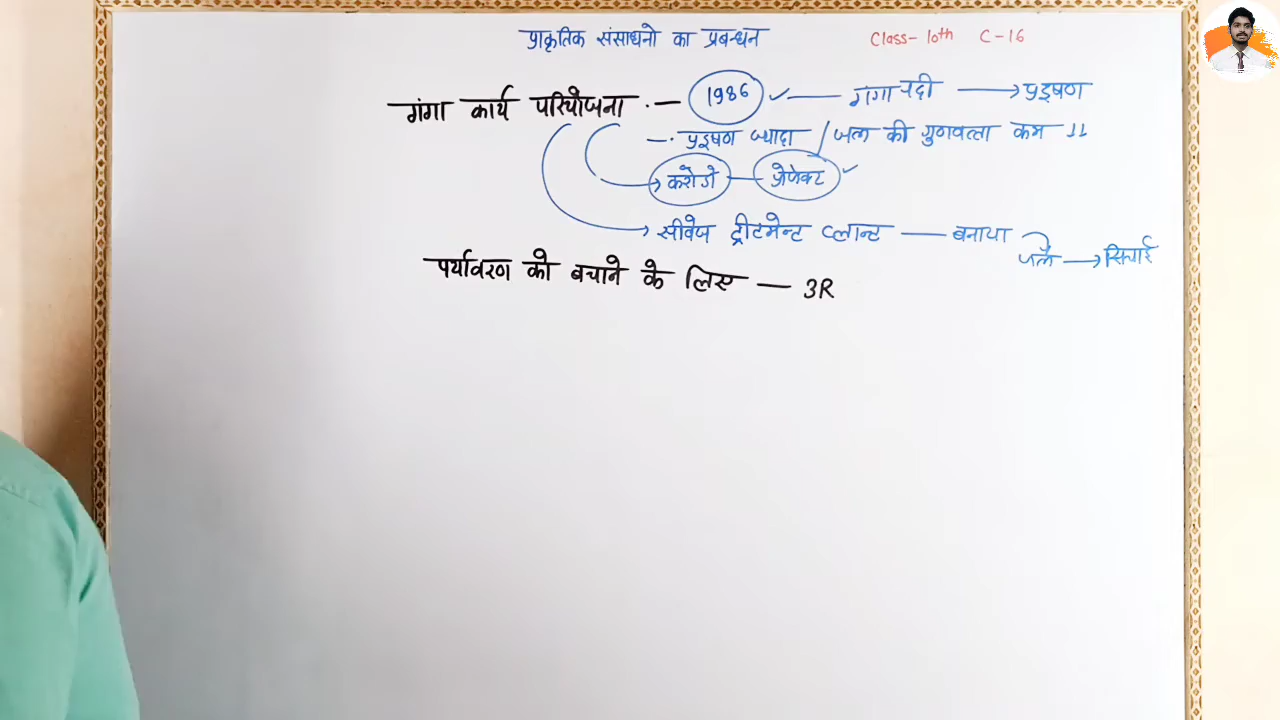 प्राकृतिक संसाधनो का प्रबन्धन Class- 10th C-16
गंगा कार्य परियोजना — 1986 ✓ — गंगा नदी → प्रदूषण
— प्रदूषण ज्यादा / जल की गुणवत्ता कम ↓↓
→ करोडो — प्रोजेक्ट ✓
→ सीवेज ट्रीटमेन्ट प्लान्ट — बनाया
जल → सिचाई
पर्यावरण को बचाने के लिए — 3R